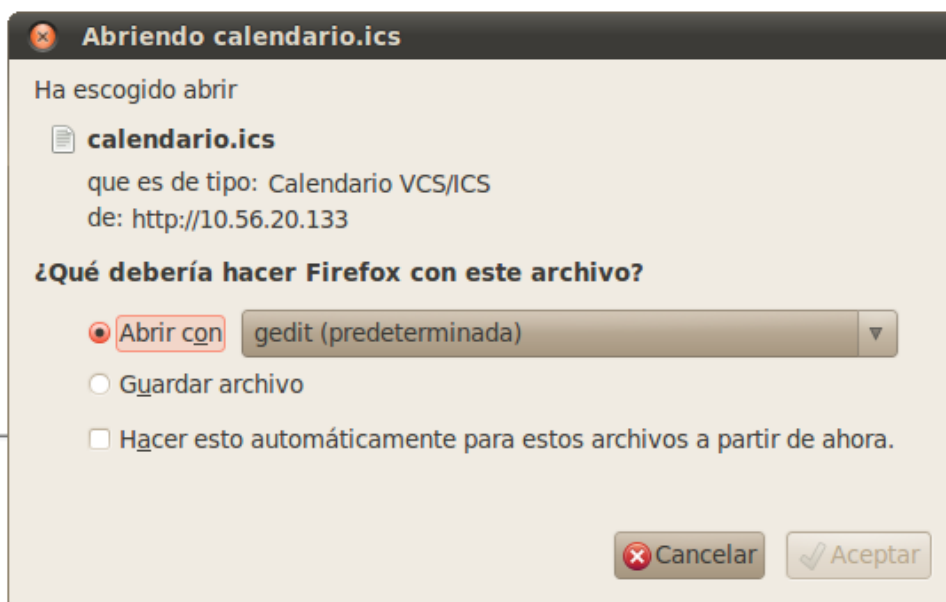 Abriendo calendario.ics
Ha escogido abrir
calendario.ics
que es de tipo: Calendario VCS/ICS
de: http://10.56.20.133
¿Qué debería hacer Firefox con este archivo?
Abrir con gedit (predeterminada)
Guardar archivo
Hacer esto automáticamente para estos archivos a partir de ahora.
Cancelar Aceptar